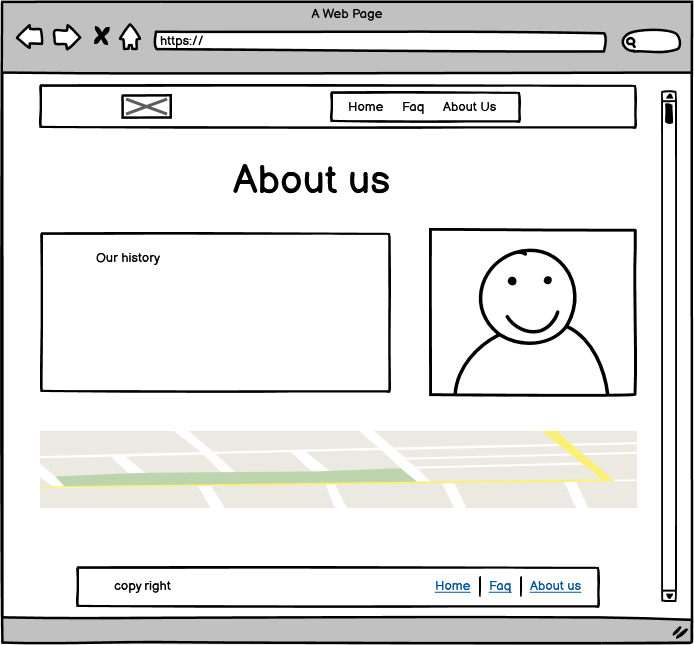 A Web Page
https://
Home Faq About Us
About us
Our history
copy right Home Faq About us